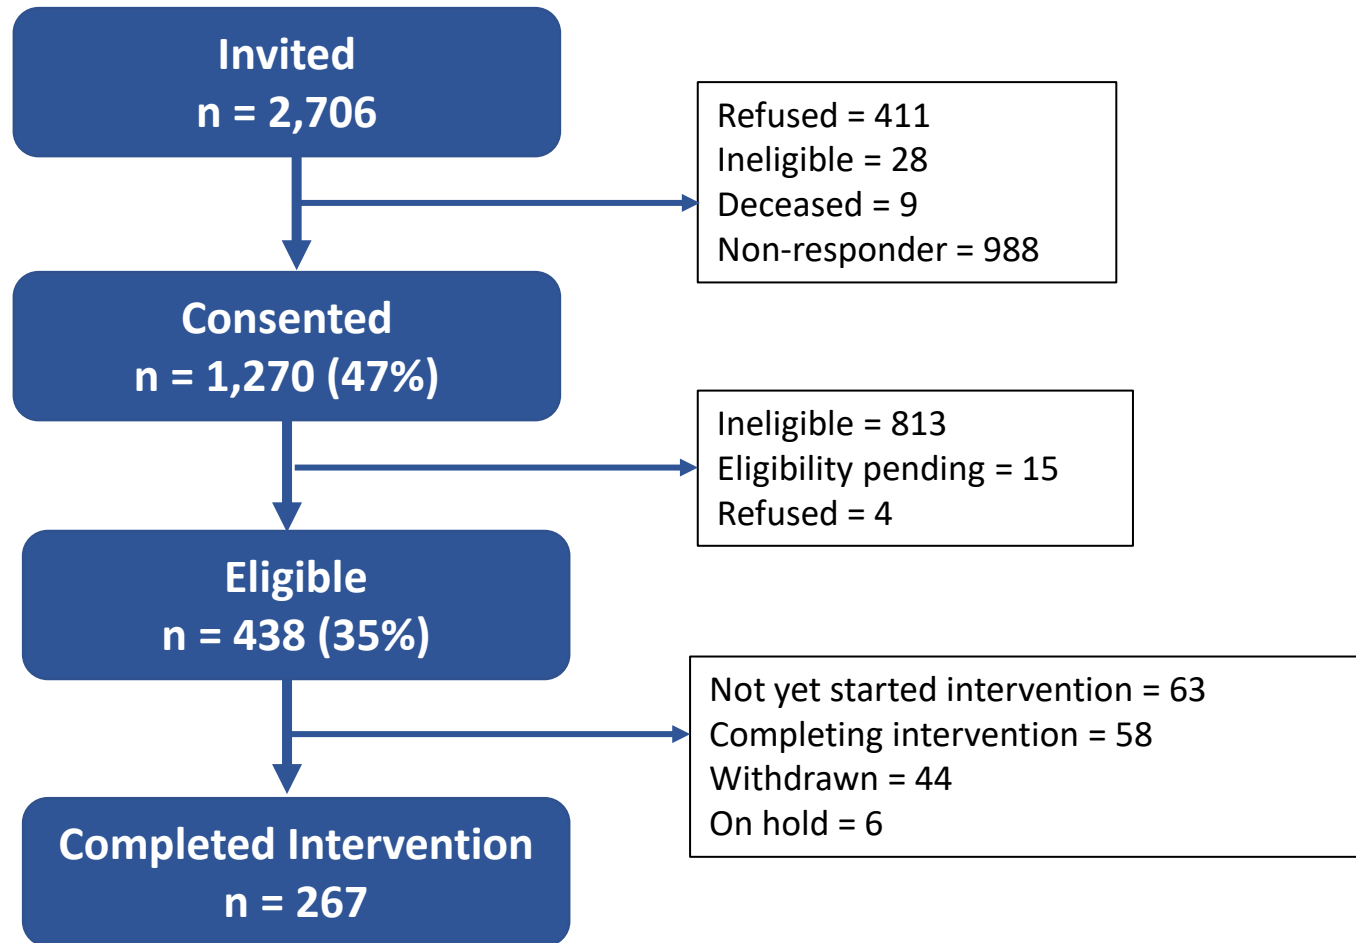 Invited
n = 2,706
Refused = 411
Ineligible = 28
Deceased = 9
Non-responder = 988
Consented
n = 1,270 (47%)
Ineligible = 813
Eligibility pending = 15
Refused = 4
Eligible
n = 438 (35%)
Not yet started intervention = 63
Completing intervention = 58
Withdrawn = 44
On hold = 6
Completed Intervention
n = 267